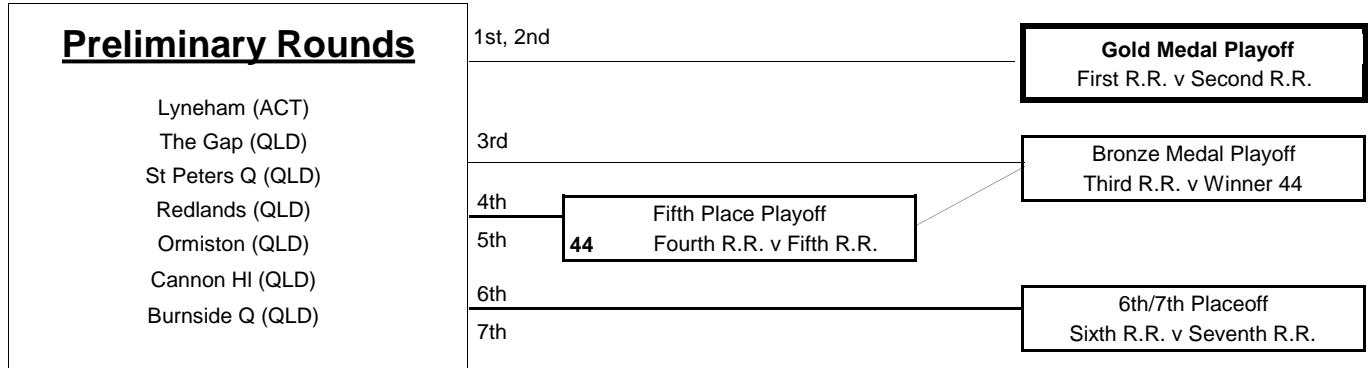 Preliminary Rounds
Lyneham (ACT)
The Gap (QLD)
St Peters Q (QLD)
Redlands (QLD)
Ormiston (QLD)
Cannon Hl (QLD)
Burnside Q (QLD)
1st, 2nd
Gold Medal Playoff
First R.R. v Second R.R.
3rd
Bronze Medal Playoff
Third R.R. v Winner 44
4th
5th
Fifth Place Playoff
44 Fourth R.R. v Fifth R.R.
6th
7th
6th/7th Placeoff
Sixth R.R. v Seventh R.R.